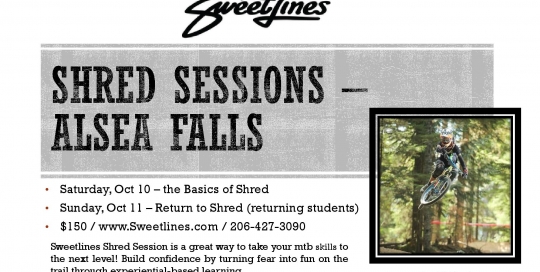 SweetLines
SHRED SESSIONS –
ALSEA FALLS
• Saturday, Oct 10 – the Basics of Shred
• Sunday, Oct 11 – Return to Shred (returning students)
• $150 / www.Sweetlines.com / 206-427-3090
Sweetlines Shred Session is a great way to take your mtb skills to
the next level! Build confidence by turning fear into fun on the
trail through experiential-based learning.